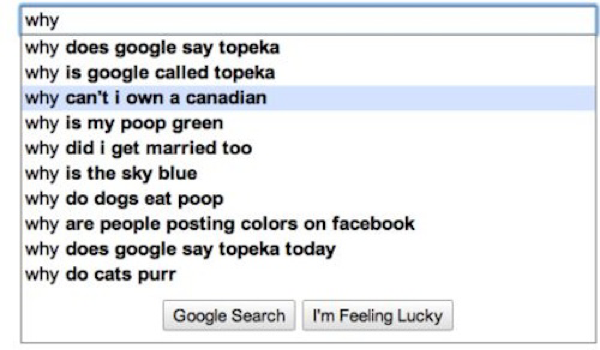 why
why does google say topeka
why is google called topeka
why can't i own a canadian
why is my poop green
why did i get married too
why is the sky blue
why do dogs eat poop
why are people posting colors on facebook
why does google say topeka today
why do cats purr
Google Search I'm Feeling Lucky